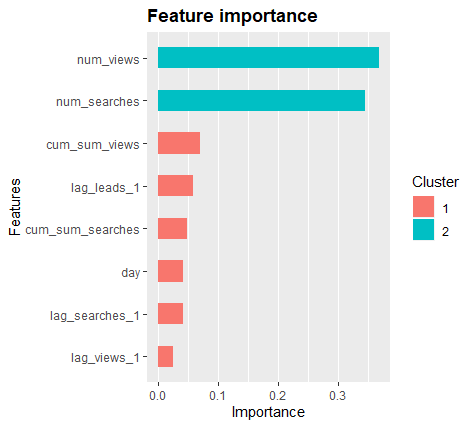 Feature importance
Features
num_views
num_searches
cum_sum_views
lag_leads_1
cum_sum_searches
day
lag_searches_1
lag_views_1
0.0 0.1 0.2 0.3
Importance
Cluster
1
2